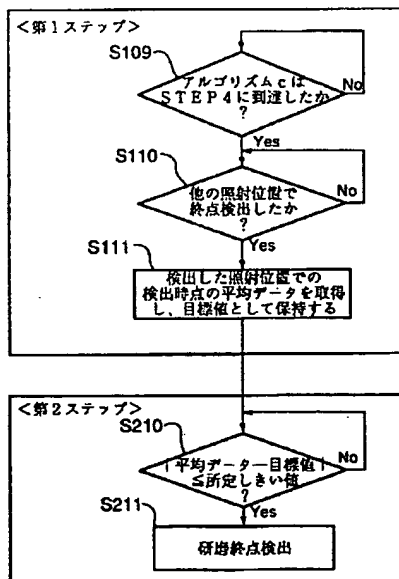 <第1ステップ>
S109
アルゴリズムcは
STEP4に到達したか
?
No
Yes
S110
他の照射位置で
終点検出したか
?
No
Yes
S111
検出した照射位置での
検出時点の平均データを取得
し、目標値として保持する
<第2ステップ>
S210
|平均データー目標値|
≦所定しきい値
?
No
Yes
S211
研磨終点検出